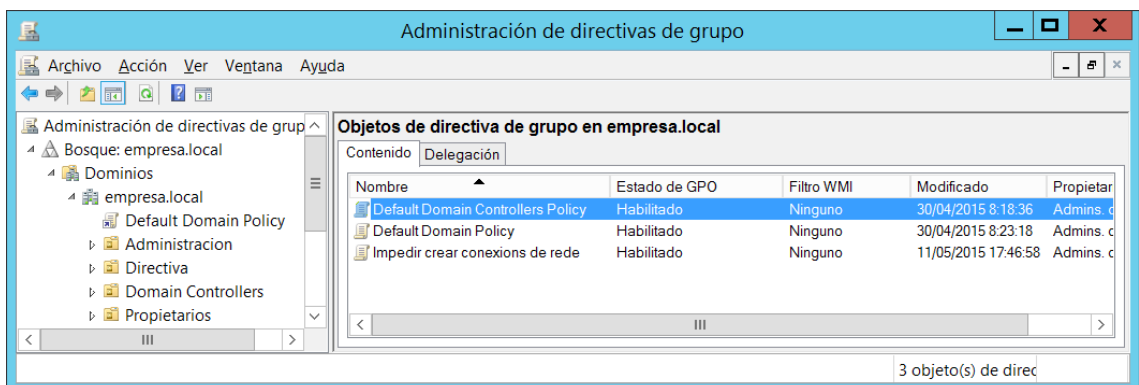 Administración de directivas de grupo
Archivo Acción Ver Ventana Ayuda
Administración de directivas de grup
Bosque: empresa.local
Dominios
empresa.local
Default Domain Policy
Administracion
Directiva
Domain Controllers
Propietarios
Objetos de directiva de grupo en empresa.local
Contenido Delegación
Nombre Estado de GPO Filtro WMI Modificado Propietar
Default Domain Controllers Policy Habilitado Ninguno 30/04/2015 8:18:36 Admins. d
Default Domain Policy Habilitado Ninguno 30/04/2015 8:23:18 Admins. d
Impedir crear conexions de rede Habilitado Ninguno 11/05/2015 17:46:58 Admins. d
3 objeto(s) de direc